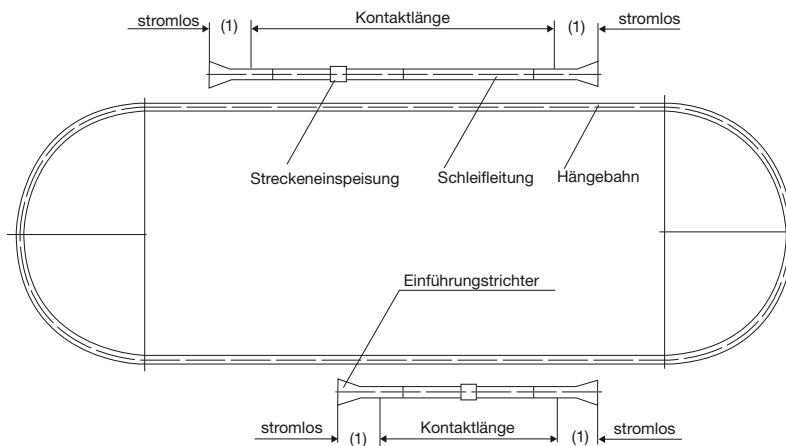 stromlos (1) Kontaktlänge (1) stromlos
Streckeneinspeisung Schleifleitung Hängebahn
Einführungstrichter
stromlos (1) Kontaktlänge (1) stromlos